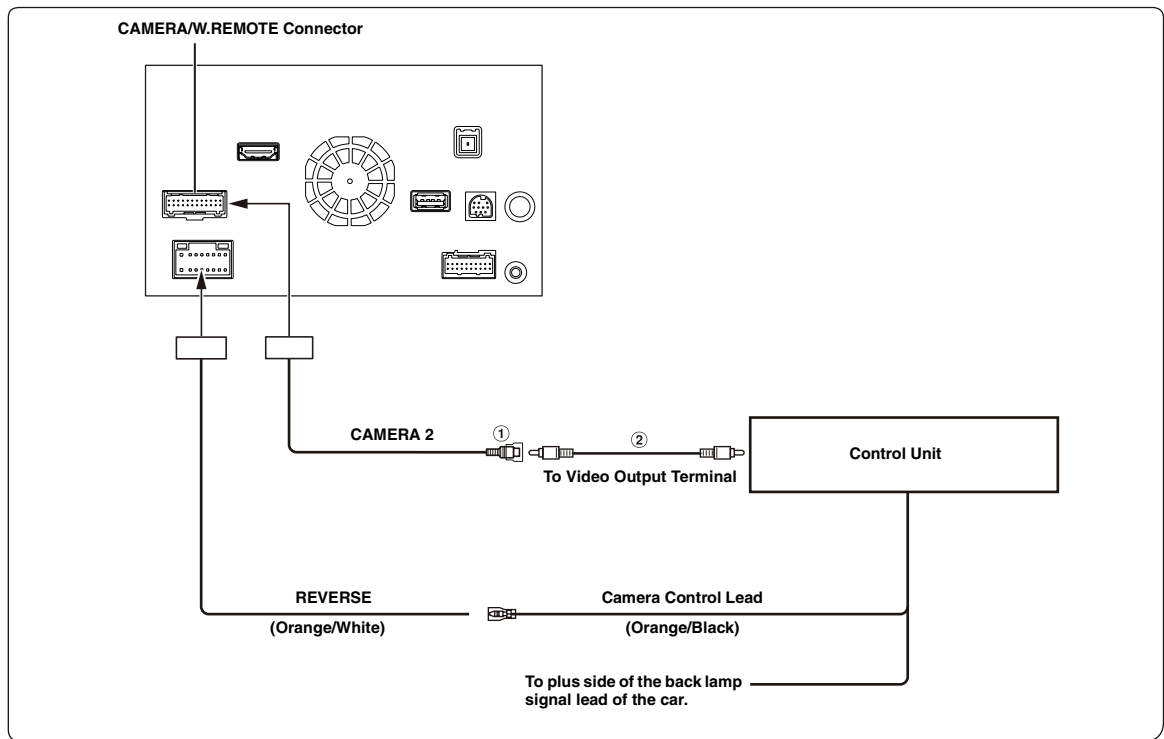 CAMERA/W.REMOTE Connector
CAMERA 2
①
②
To Video Output Terminal
Control Unit
REVERSE
(Orange/White)
Camera Control Lead
(Orange/Black)
To plus side of the back lamp
signal lead of the car.